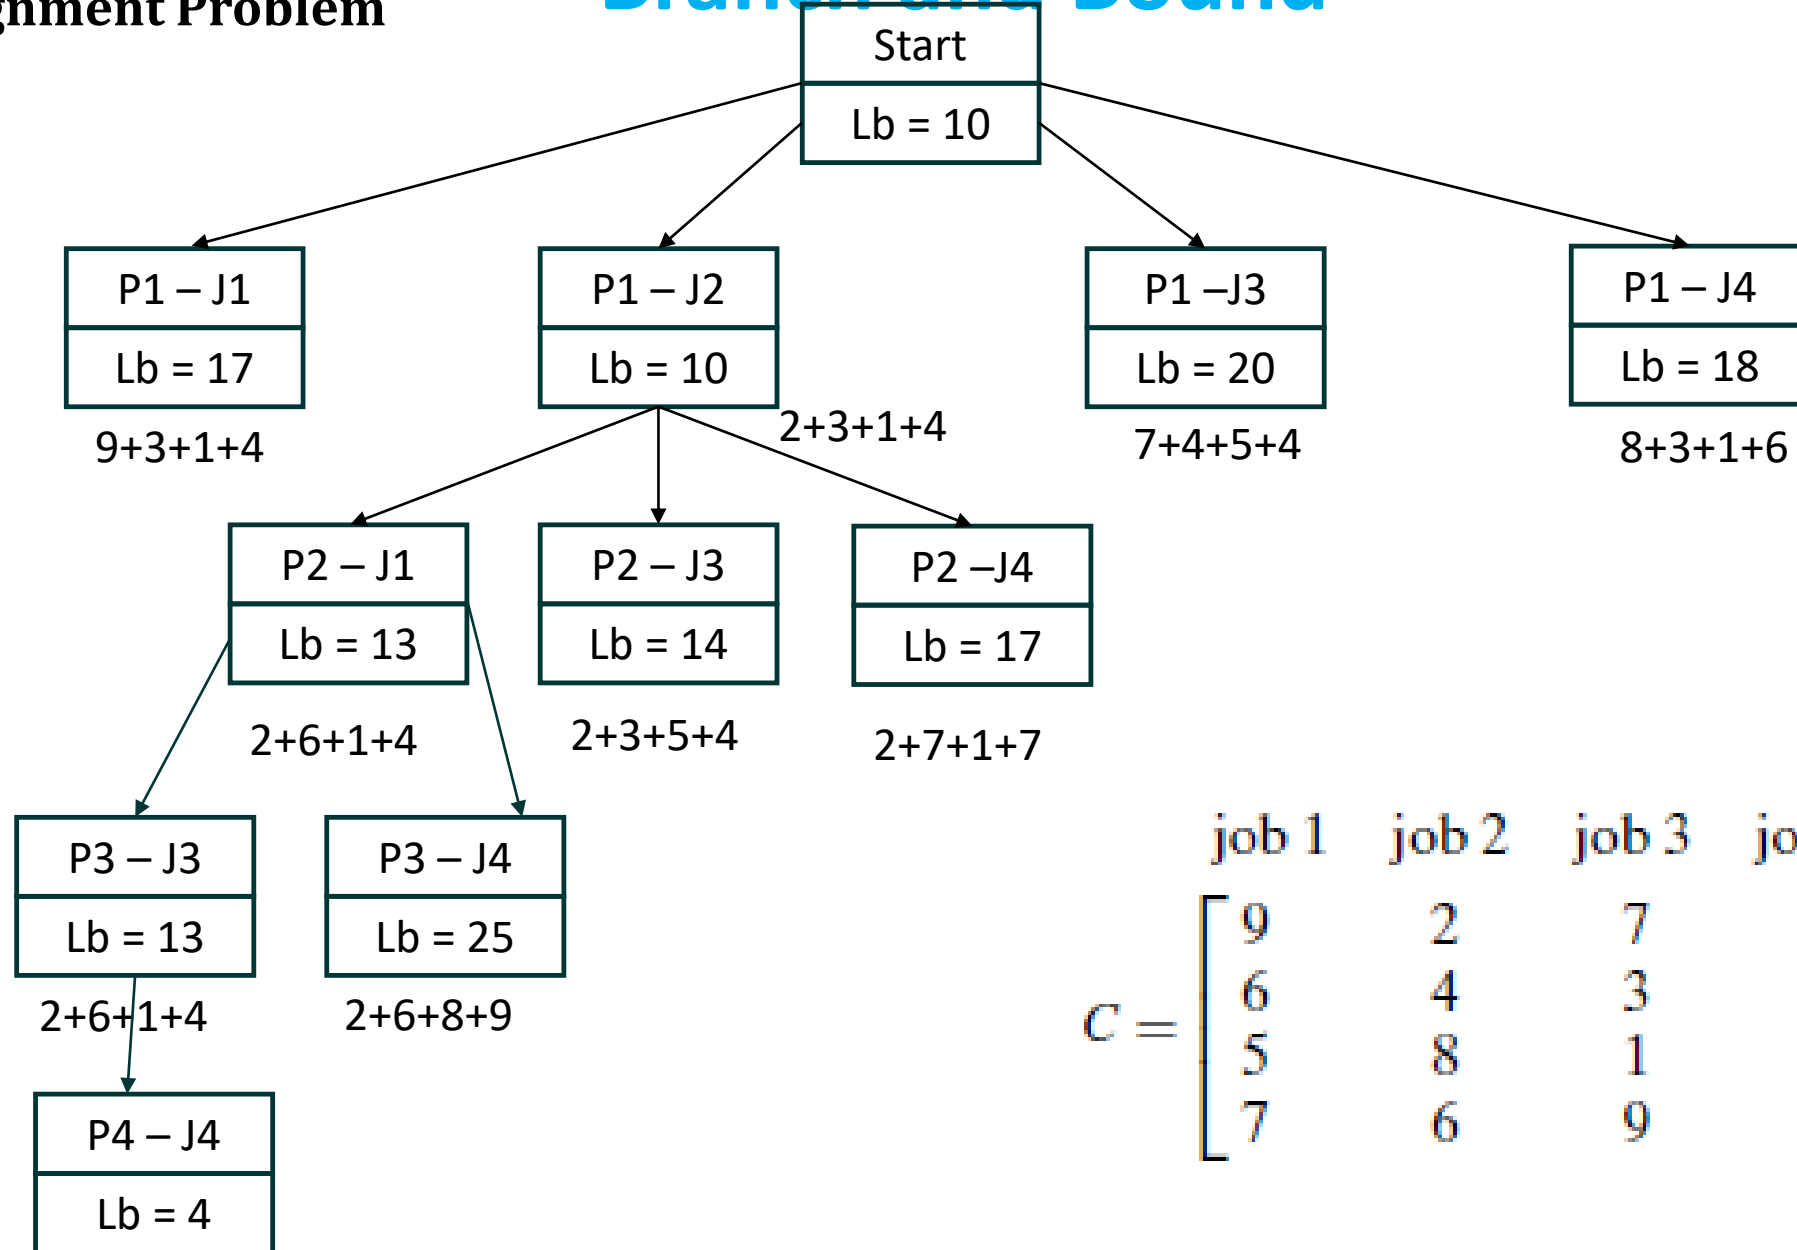 Problem
Start
Lb = 10
P1 – J1
Lb = 17
9+3+1+4
P1 – J2
Lb = 10
2+3+1+4
P1 –J3
Lb = 20
7+4+5+4
P1 – J4
Lb = 18
8+3+1+6
P2 – J1
Lb = 13
2+6+1+4
P2 – J3
Lb = 14
2+3+5+4
P2 –J4
Lb = 17
2+7+1+7
P3 – J3
Lb = 13
2+6+1+4
P3 – J4
Lb = 25
2+6+8+9
P4 – J4
Lb = 4
job 1 job 2 job 3
9 2 7
6 4 3
C =
5 8 1
7 6 9